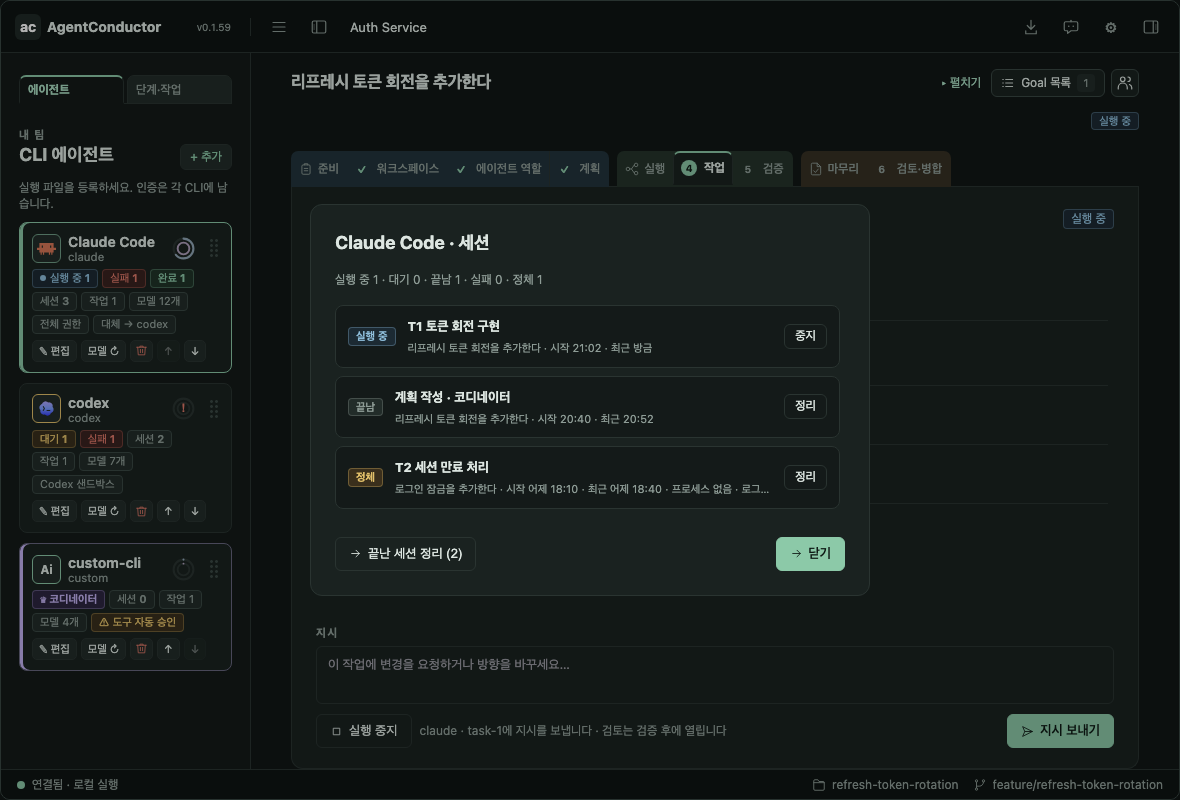 ac AgentConductor v0.1.59 Auth Service
에이전트 단계·작업
내 팀
CLI 에이전트 + 추가
실행 파일을 등록하세요. 인증은 각 CLI에 남
습니다.
Claude Code
claude
실행 중 1 실패 1 완료 1
세션 3 작업 1 모델 12개
전체 권한 대체 → codex
편집 모델
codex
codex
대기 1 실패 1 세션 2
작업 1 모델 7개
Codex 샌드박스
편집 모델
Ai custom-cli
custom
코디네이터 세션 0 작업 1
모델 4개 도구 자동 승인
편집 모델
리프레시 토큰 회전을 추가한다 펼치기 Goal 목록 1
실행 중
준비 워크스페이스 에이전트 역할 계획 실행 4 작업 5 검증 마무리 6 검토·병합
실행 중
Claude Code · 세션
실행 중 1 · 대기 0 · 끝남 1 · 실패 0 · 정체 1
실행 중 T1 토큰 회전 구현 중지
리프레시 토큰 회전을 추가한다 · 시작 21:02 · 최근 방금
끝남 계획 작성 · 코디네이터 정리
리프레시 토큰 회전을 추가한다 · 시작 20:40 · 최근 20:52
정체 T2 세션 만료 처리 정리
로그인 잠금을 추가한다 · 시작 어제 18:10 · 최근 어제 18:40 · 프로세스 없음 · 로그...
→ 끝난 세션 정리 (2) → 닫기
지시
이 작업에 변경을 요청하거나 방향을 바꾸세요...
실행 중지 claude · task-1에 지시를 보냅니다 · 검토는 검증 후에 열립니다 지시 보내기
연결됨 · 로컬 실행 refresh-token-rotation feature/refresh-token-rotation